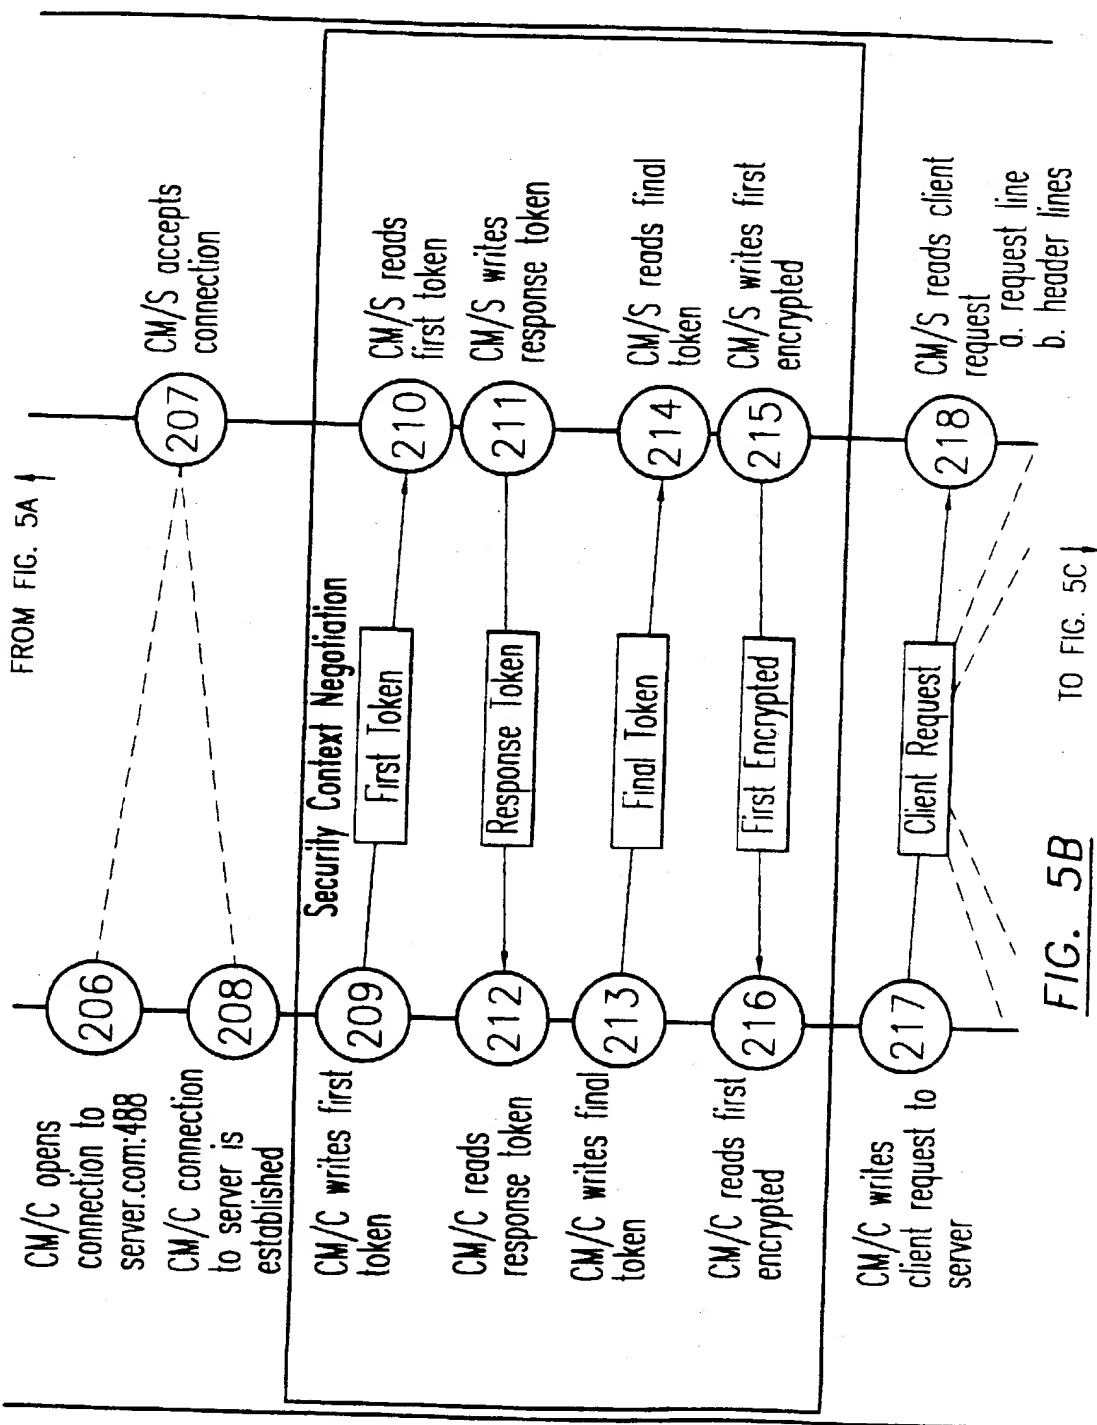 FROM FIG. 5A
CM/C opens
connection to
server.com:488
206
207
CM/S accepts
connection
CM/C connection
to server is
established
208
Security Context Negotiation
CM/C writes first
token
209
First Token
210
CM/S reads
first token
CM/C reads
response token
212
Response Token
211
CM/S writes
response token
CM/C writes final
token
213
Final Token
214
CM/S reads final
token
CM/C reads first
encrypted
216
First Encrypted
215
CM/S writes first
encrypted
CM/C writes
client request to
server
217
Client Request
218
CM/S reads client
request
a. request line
b. header lines
FIG. 5B
TO FIG. 5C